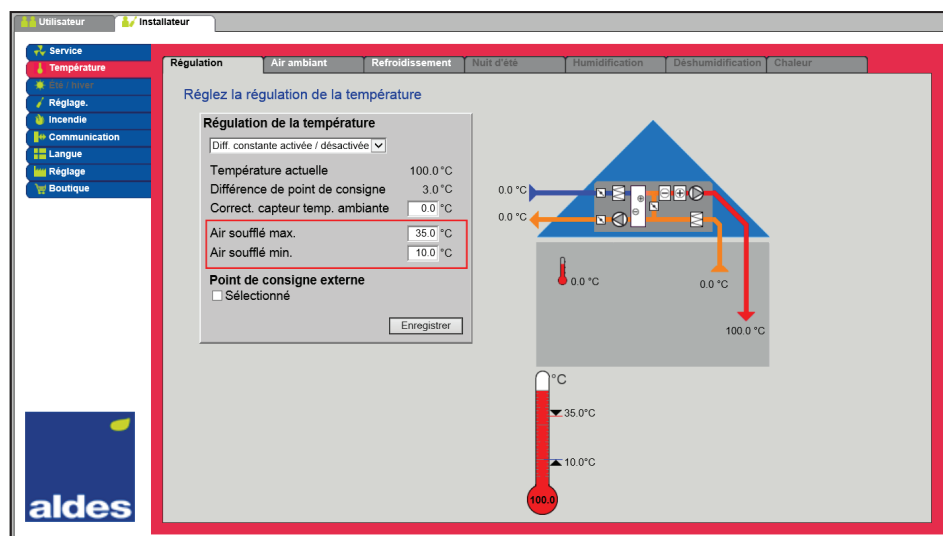 Utilisateur
Installateur
Service
Température
Été / hiver
Réglage.
Incendie
Communication
Langue
Réglage
Boutique
Régulation
Air ambiant
Refroidissement
Nuit d'été
Humidification
Déshumidification
Chaleur
Réglez la régulation de la température
Régulation de la température
Diff. constante activée / désactivée
Température actuelle 100.0 °C
Différence de point de consigne 3.0 °C
Correct. capteur temp. ambiante 0.0 °C
Air soufflé max. 35.0 °C
Air soufflé min. 10.0 °C
Point de consigne externe
Sélectionné
Enregistrer
0.0 °C
0.0 °C
0.0 °C
0.0 °C
100.0 °C
°C
35.0°C
10.0°C
100.0
aldes